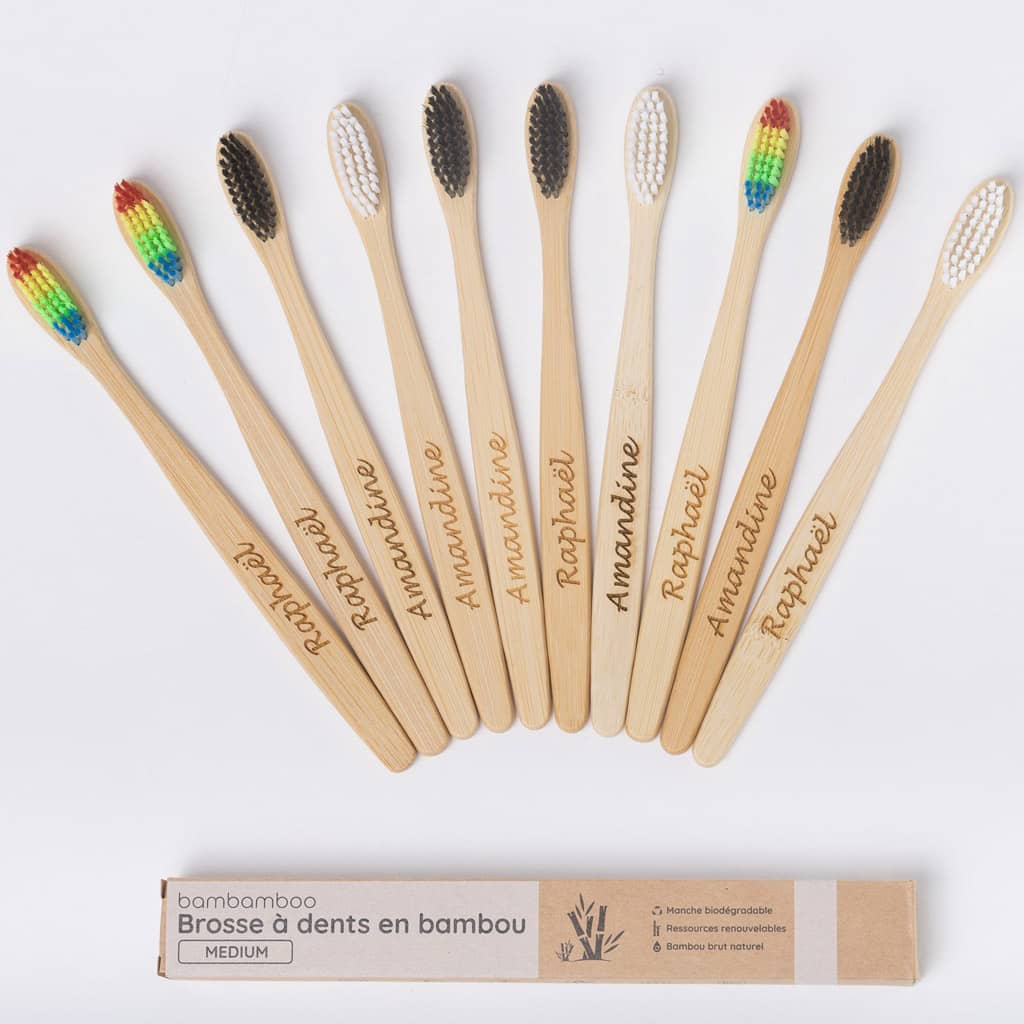 Raphaël
Raphaël
Amandine
Amandine
Amandine
Raphaël
Amandine
Raphaël
Amandine
Raphaël
bambamboo
Brosse à dents en bambou
MEDIUM
Manche biodégradable
Ressources renouvelables
Bambou brut naturel